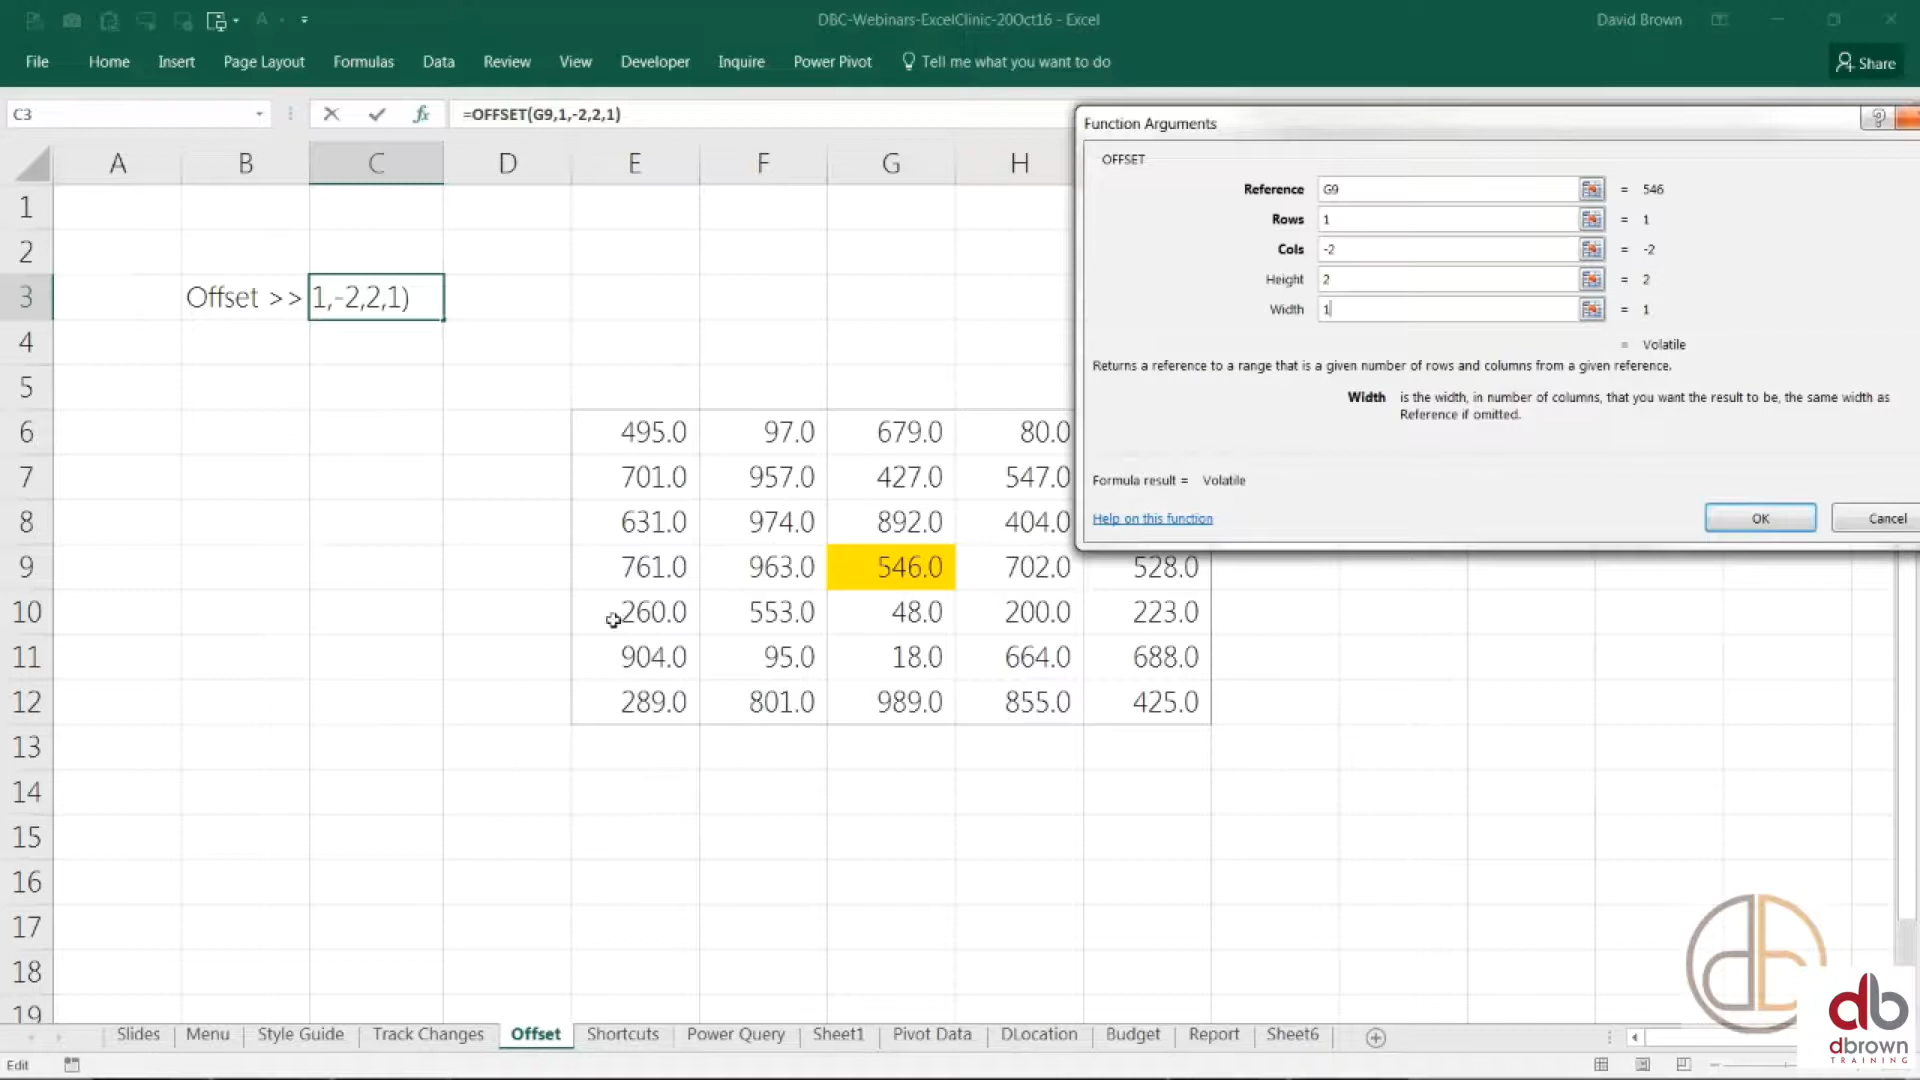 DBC-Webinars-ExcelClinic-20Oct16 - Excel
David Brown
File Home Insert Page Layout Formulas Data Review View Developer Inquire Power Pivot Tell me what you want to do Share
C3 fx =OFFSET(G9,1,-2,2,1)
Function Arguments
OFFSET
Reference G9 = 546
Rows 1 = 1
Cols -2 = -2
Height 2 = 2
Width 1 = 1
= Volatile
Returns a reference to a range that is a given number of rows and columns from a given reference.
Width is the width, in number of columns, that you want the result to be, the same width as
Reference if omitted.
Formula result = Volatile
Help on this function
OK Cancel
A B C D E F G H
1
2
3 Offset >> 1,-2,2,1)
4
5
6 495.0 97.0 679.0 80.0
7 701.0 957.0 427.0 547.0
8 631.0 974.0 892.0 404.0
9 761.0 963.0 546.0 702.0 528.0
10 260.0 553.0 48.0 200.0 223.0
11 904.0 95.0 18.0 664.0 688.0
12 289.0 801.0 989.0 855.0 425.0
13
14
15
16
17
18
19
Slides Menu Style Guide Track Changes Offset Shortcuts Power Query Sheet1 Pivot Data DLocation Budget Report Sheet6
Edit
db
db
dbrown
TRAINING